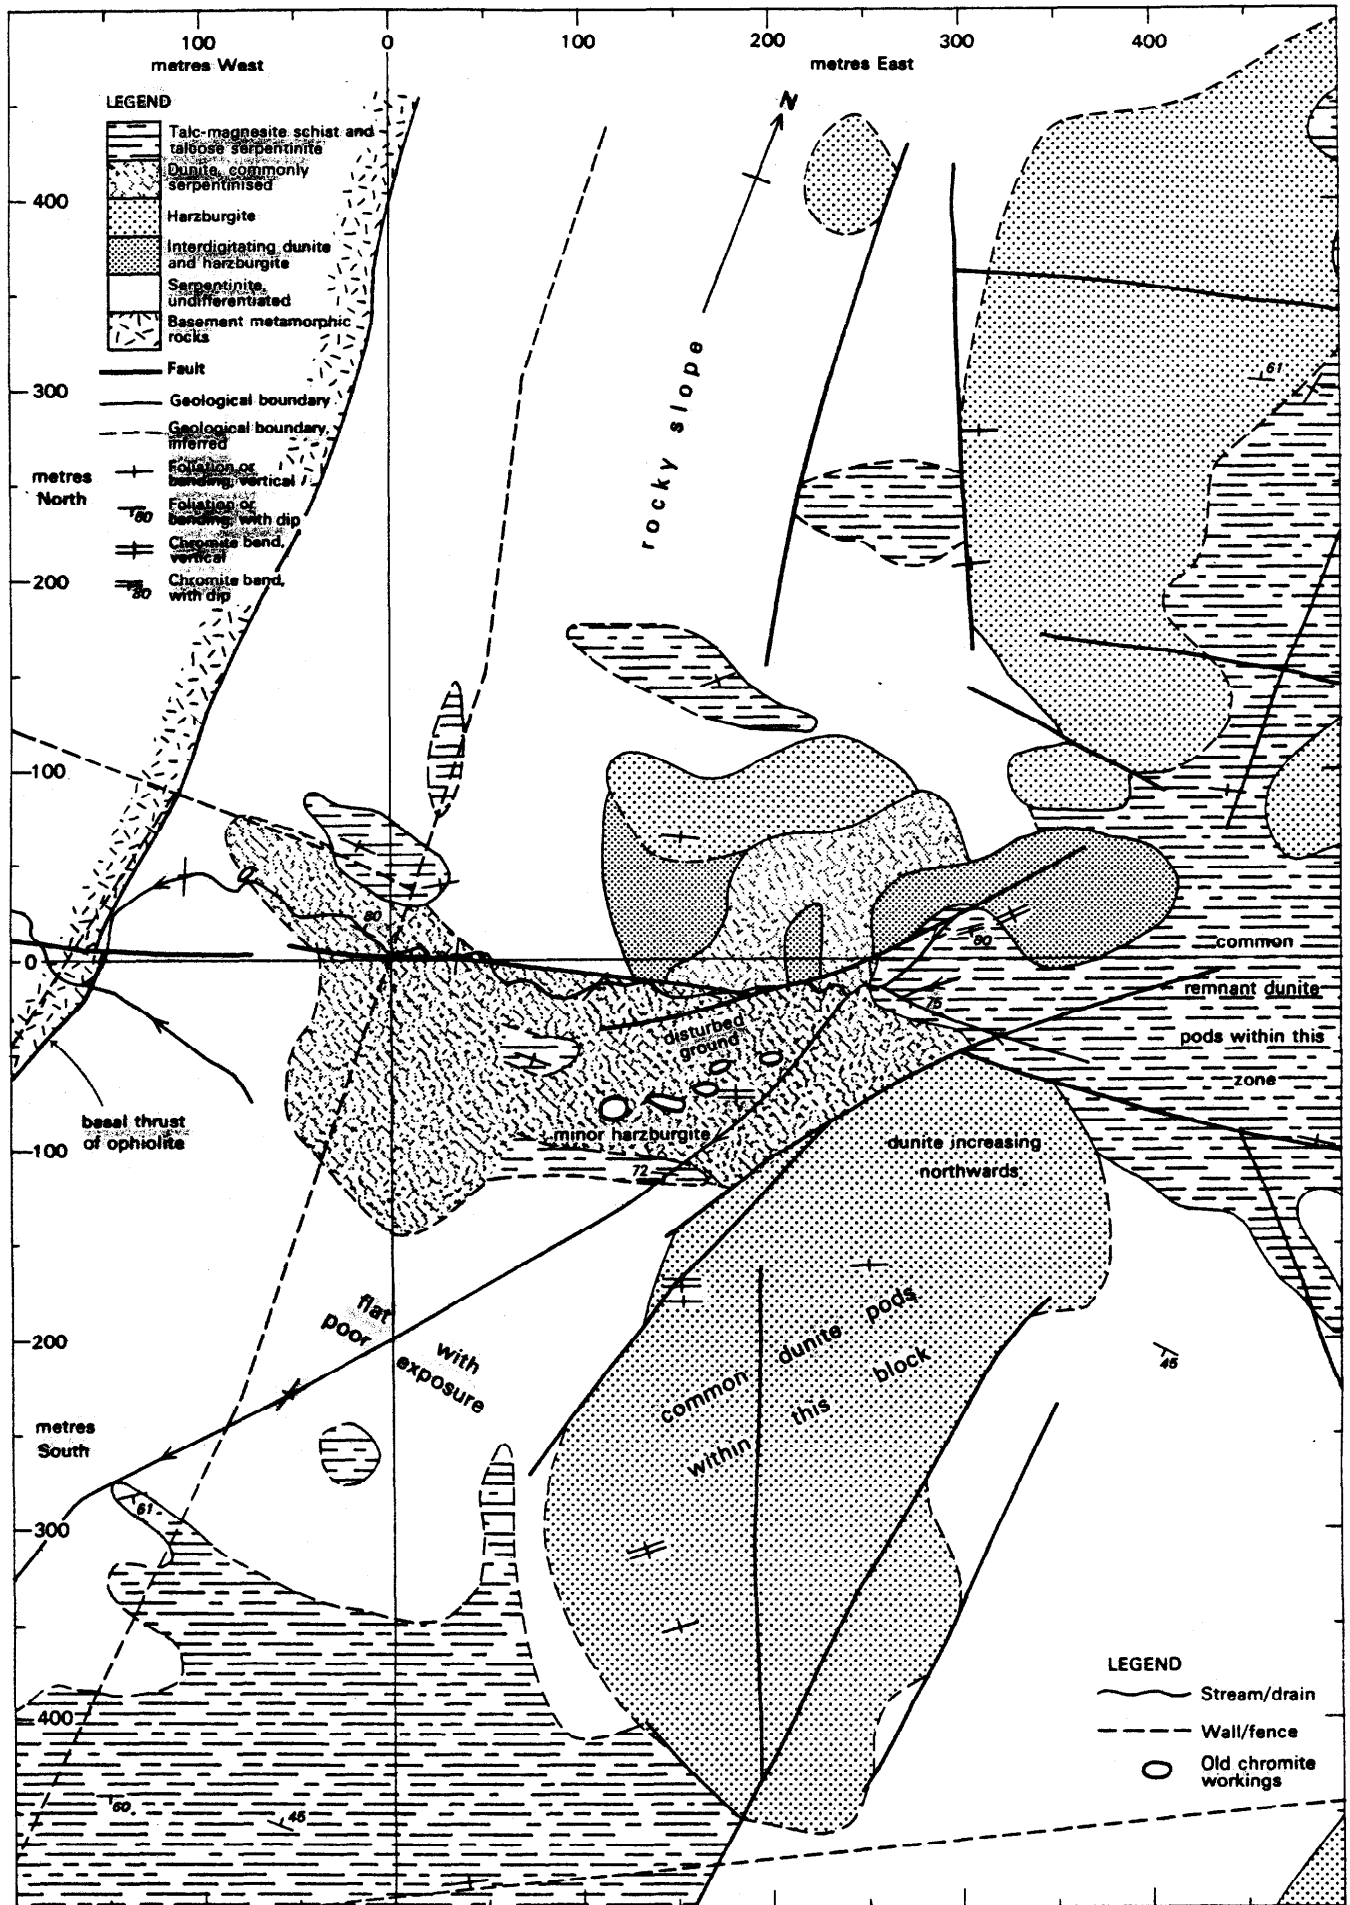 100 0 100 200 300 400
metres West
metres East
N
LEGEND
Talc-magnesite schist and
talcose serpentinite
Dunite, commonly
serpentinised
Harzburgite
Interdigitating dunite
and harzburgite
Serpentinite,
undifferentiated
Basement metamorphic
rocks
Fault
Geological boundary
Geological boundary,
inferred
Foliation or
banding, vertical
80
Foliation or
banding, with dip
Chromite band,
vertical
80
Chromite band,
with dip
400
300
metres
North
200
100
0
100
200
metres
South
300
400
rocky slope
61
80
80
75
common
remnant dunite
pods within this
zone
disturbed
ground
minor harzburgite
72
dunite increasing
northwards
basal thrust
of ophiolite
flat
poor
with
exposure
common dunite pods
within this block
45
61
60
45
LEGEND
Stream/drain
Wall/fence
Old chromite
workings